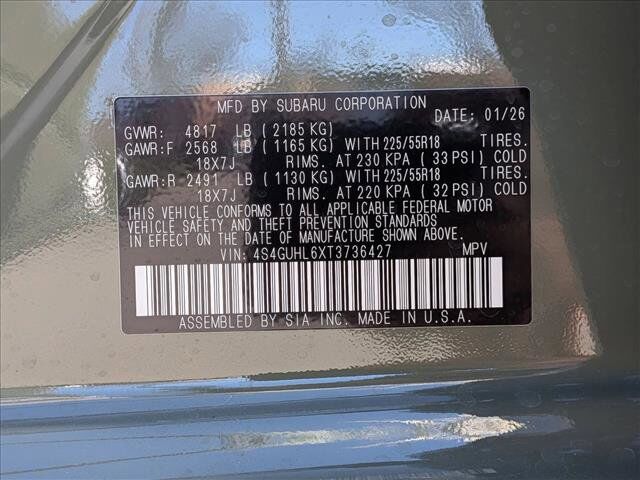 MFD BY SUBARU CORPORATION
DATE: 01/26
GVWR: 4817 LB ( 2185 KG)
GAWR:F 2568 LB ( 1165 KG) WITH 225/55R18 TIRES.
18X7J RIMS. AT 230 KPA ( 33 PSI) COLD
GAWR:R 2491 LB ( 1130 KG) WITH 225/55R18 TIRES.
18X7J RIMS. AT 220 KPA ( 32 PSI) COLD
THIS VEHICLE CONFORMS TO ALL APPLICABLE FEDERAL MOTOR
VEHICLE SAFETY AND THEFT PREVENTION STANDARDS
IN EFFECT ON THE DATE OF MANUFACTURE SHOWN ABOVE.
VIN: 4S4GUHL6XT3736427 MPV
ASSEMBLED BY SIA INC. MADE IN U.S.A.